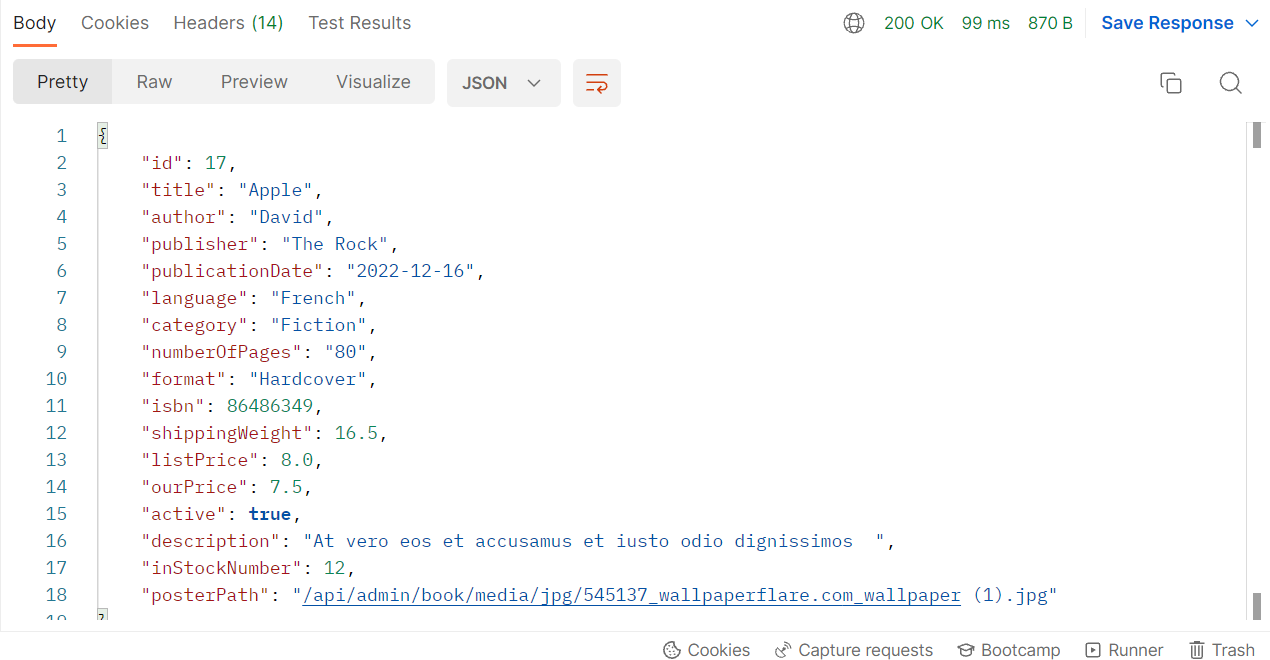 Body Cookies Headers (14) Test Results 200 OK 99 ms 870 B Save Response
Pretty Raw Preview Visualize JSON
1 {
2 "id": 17,
3 "title": "Apple",
4 "author": "David",
5 "publisher": "The Rock",
6 "publicationDate": "2022-12-16",
7 "language": "French",
8 "category": "Fiction",
9 "numberOfPages": "80",
10 "format": "Hardcover",
11 "isbn": 86486349,
12 "shippingWeight": 16.5,
13 "listPrice": 8.0,
14 "ourPrice": 7.5,
15 "active": true,
16 "description": "At vero eos et accusamus et iusto odio dignissimos  ",
17 "inStockNumber": 12,
18 "posterPath": "/api/admin/book/media/jpg/545137_wallpaperflare.com_wallpaper (1).jpg"
Cookies Capture requests Bootcamp Runner Trash